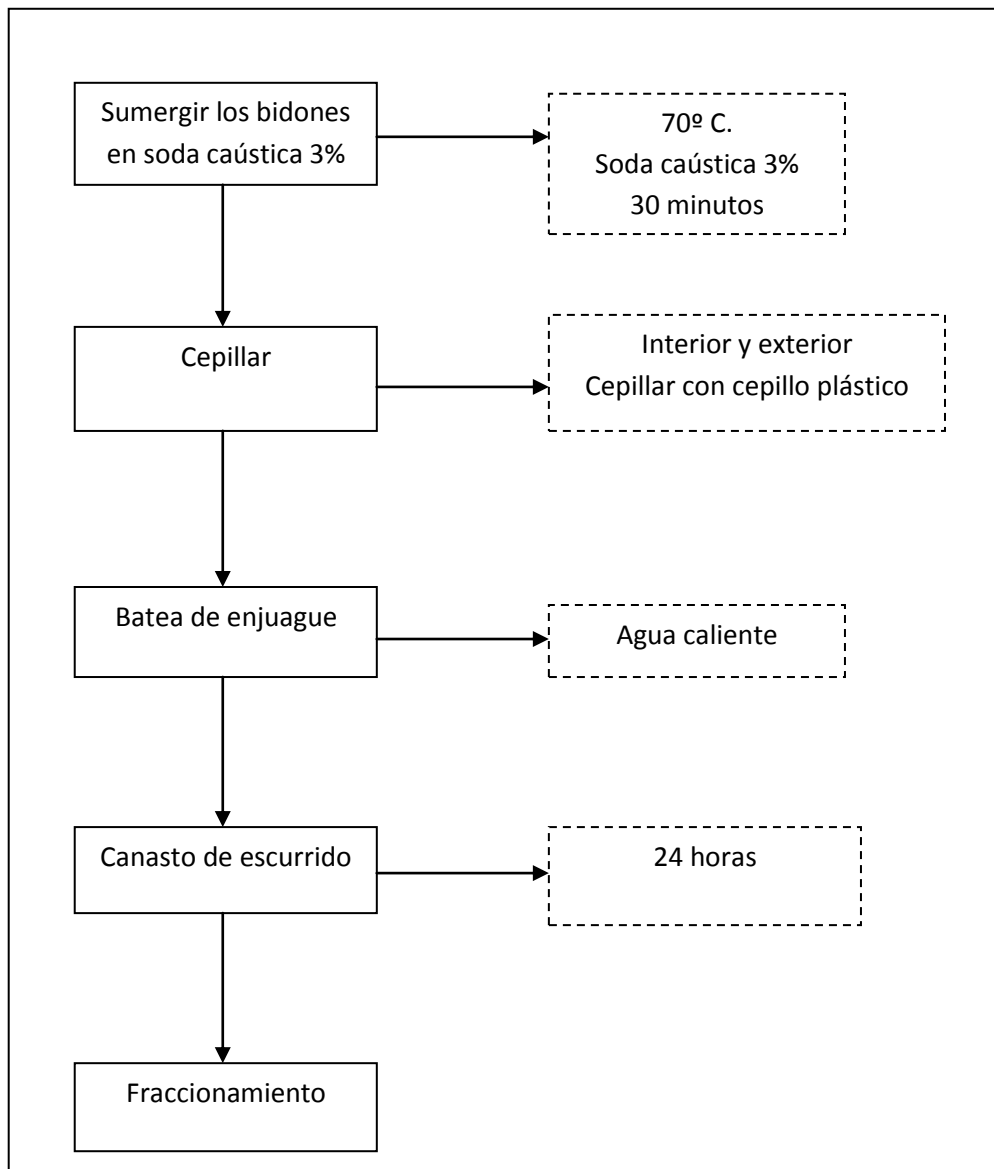 Sumergir los bidones
en soda caústica 3%
70º C.
Soda caústica 3%
30 minutos
Cepillar
Interior y exterior
Cepillar con cepillo plástico
Batea de enjuague
Agua caliente
Canasto de escurrido
24 horas
Fraccionamiento